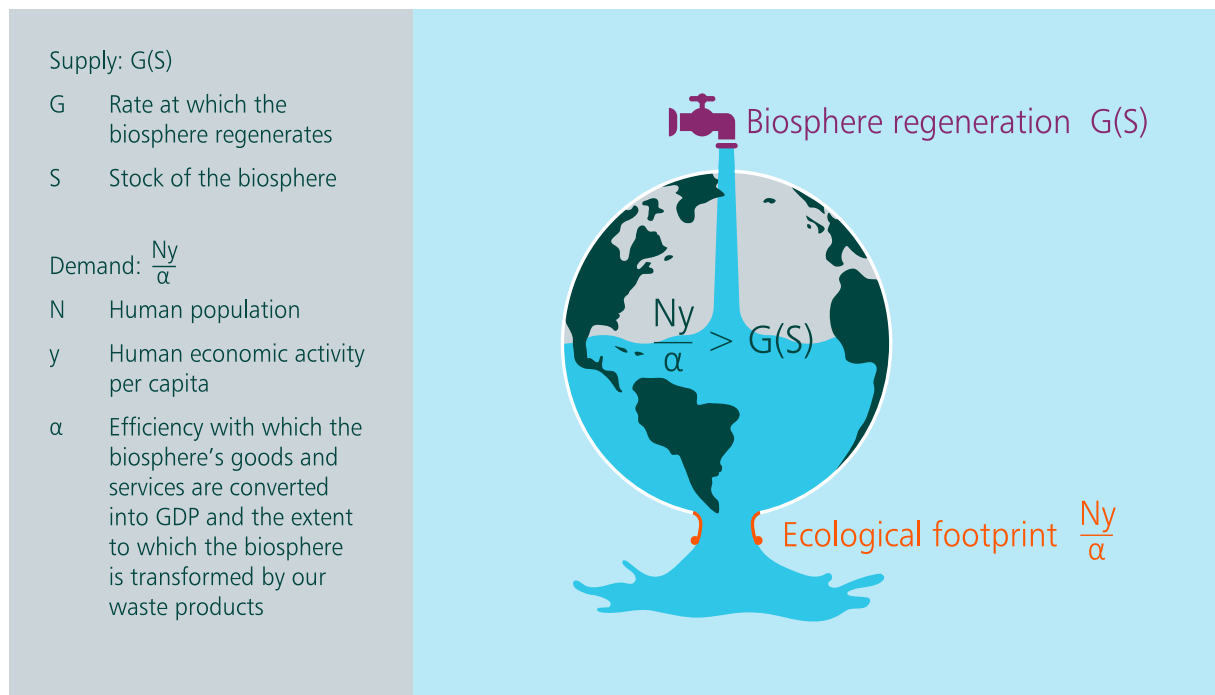 Supply: G(S)
G Rate at which the
biosphere regenerates
S Stock of the biosphere
Demand: Ny/α
N Human population
y Human economic activity
per capita
α Efficiency with which the
biosphere’s goods and
services are converted
into GDP and the extent
to which the biosphere
is transformed by our
waste products
Biosphere regeneration G(S)
Ny/α > G(S)
Ecological footprint Ny/α